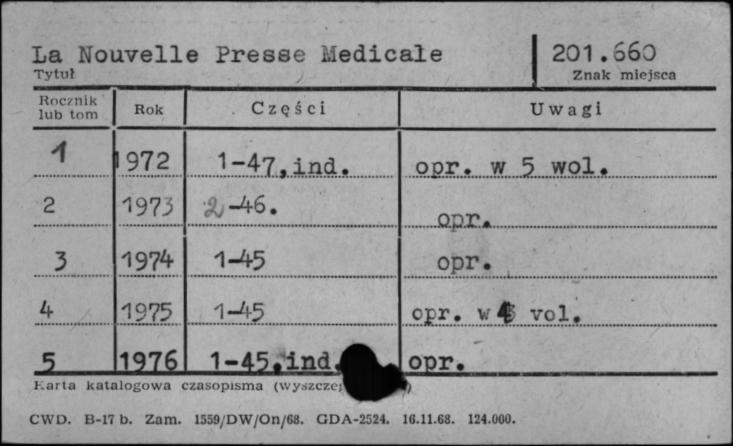 La Nouvelle Presse Medicale 201.660
Tytuł Znak miejsca
Rocznik lub tom Rok Części Uwagi
1 1972 1-47,ind. opr. w 5 wol.
2 1973 2-46. opr.
3 1974 1-45 opr.
4 1975 1-45 opr. w 4 vol.
5 1976 1-45,ind. opr.
Karta katalogowa czasopisma
CWD. B-17 b. Zam. 1559/DW/On/68. GDA-2524. 16.11.68. 124.000.